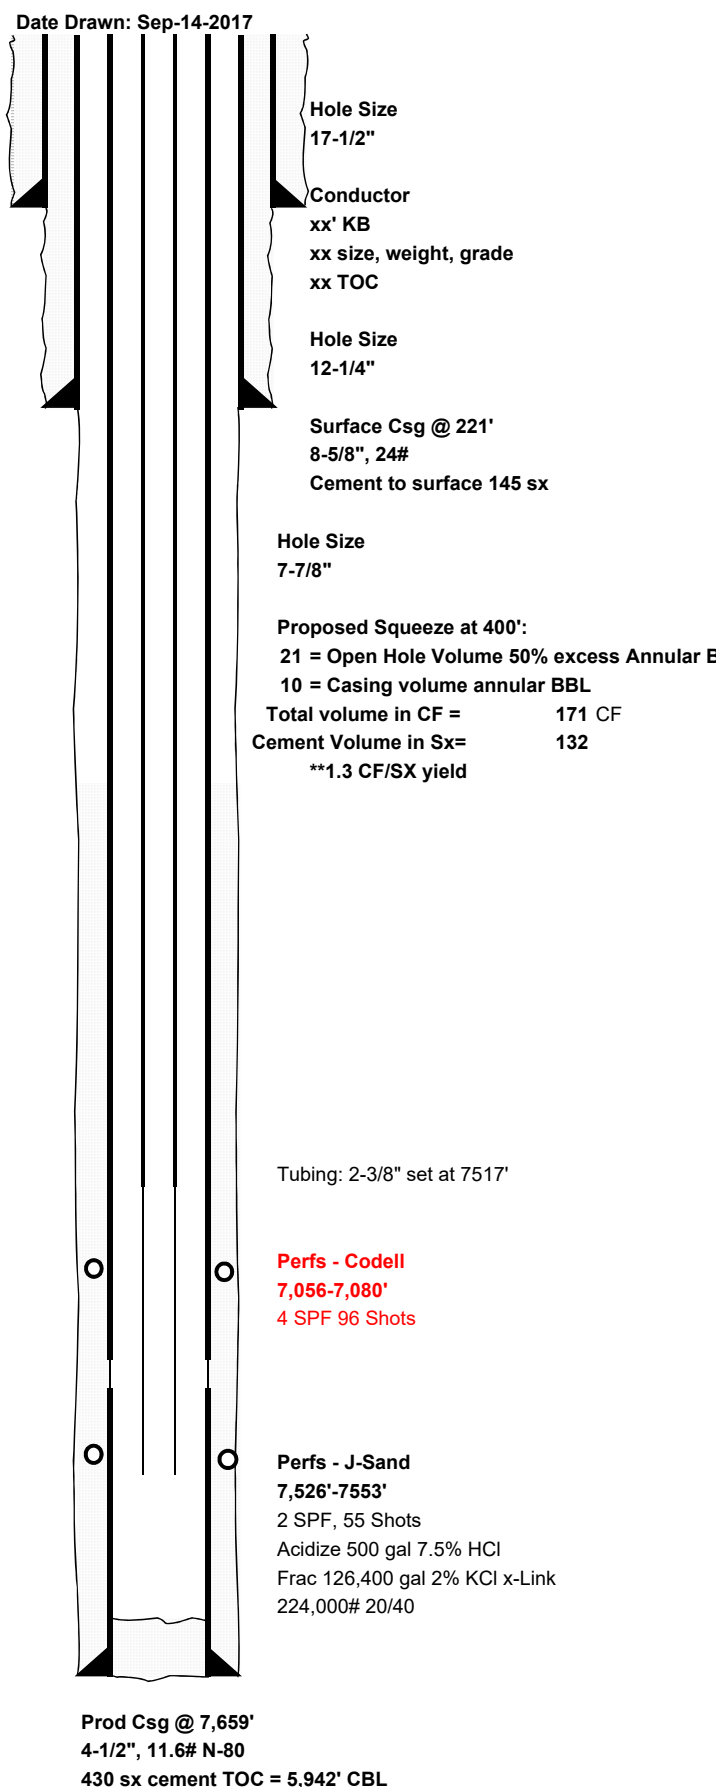 Date Drawn: Sep-14-2017
Hole Size
17-1/2"
Conductor
xx' KB
xx size, weight, grade
xx TOC
Hole Size
12-1/4"
Surface Csg @ 221'
8-5/8", 24#
Cement to surface 145 sx
Hole Size
7-7/8"
Proposed Squeeze at 400':
21 = Open Hole Volume 50% excess Annular B
10 = Casing volume annular BBL
Total volume in CF = 171 CF
Cement Volume in Sx= 132
**1.3 CF/SX yield
Tubing: 2-3/8" set at 7517'
Perfs - Codell
7,056-7,080'
4 SPF 96 Shots
Perfs - J-Sand
7,526'-7553'
2 SPF, 55 Shots
Acidize 500 gal 7.5% HCl
Frac 126,400 gal 2% KCl x-Link
224,000# 20/40
Prod Csg @ 7,659'
4-1/2", 11.6# N-80
430 sx cement TOC = 5,942' CBL